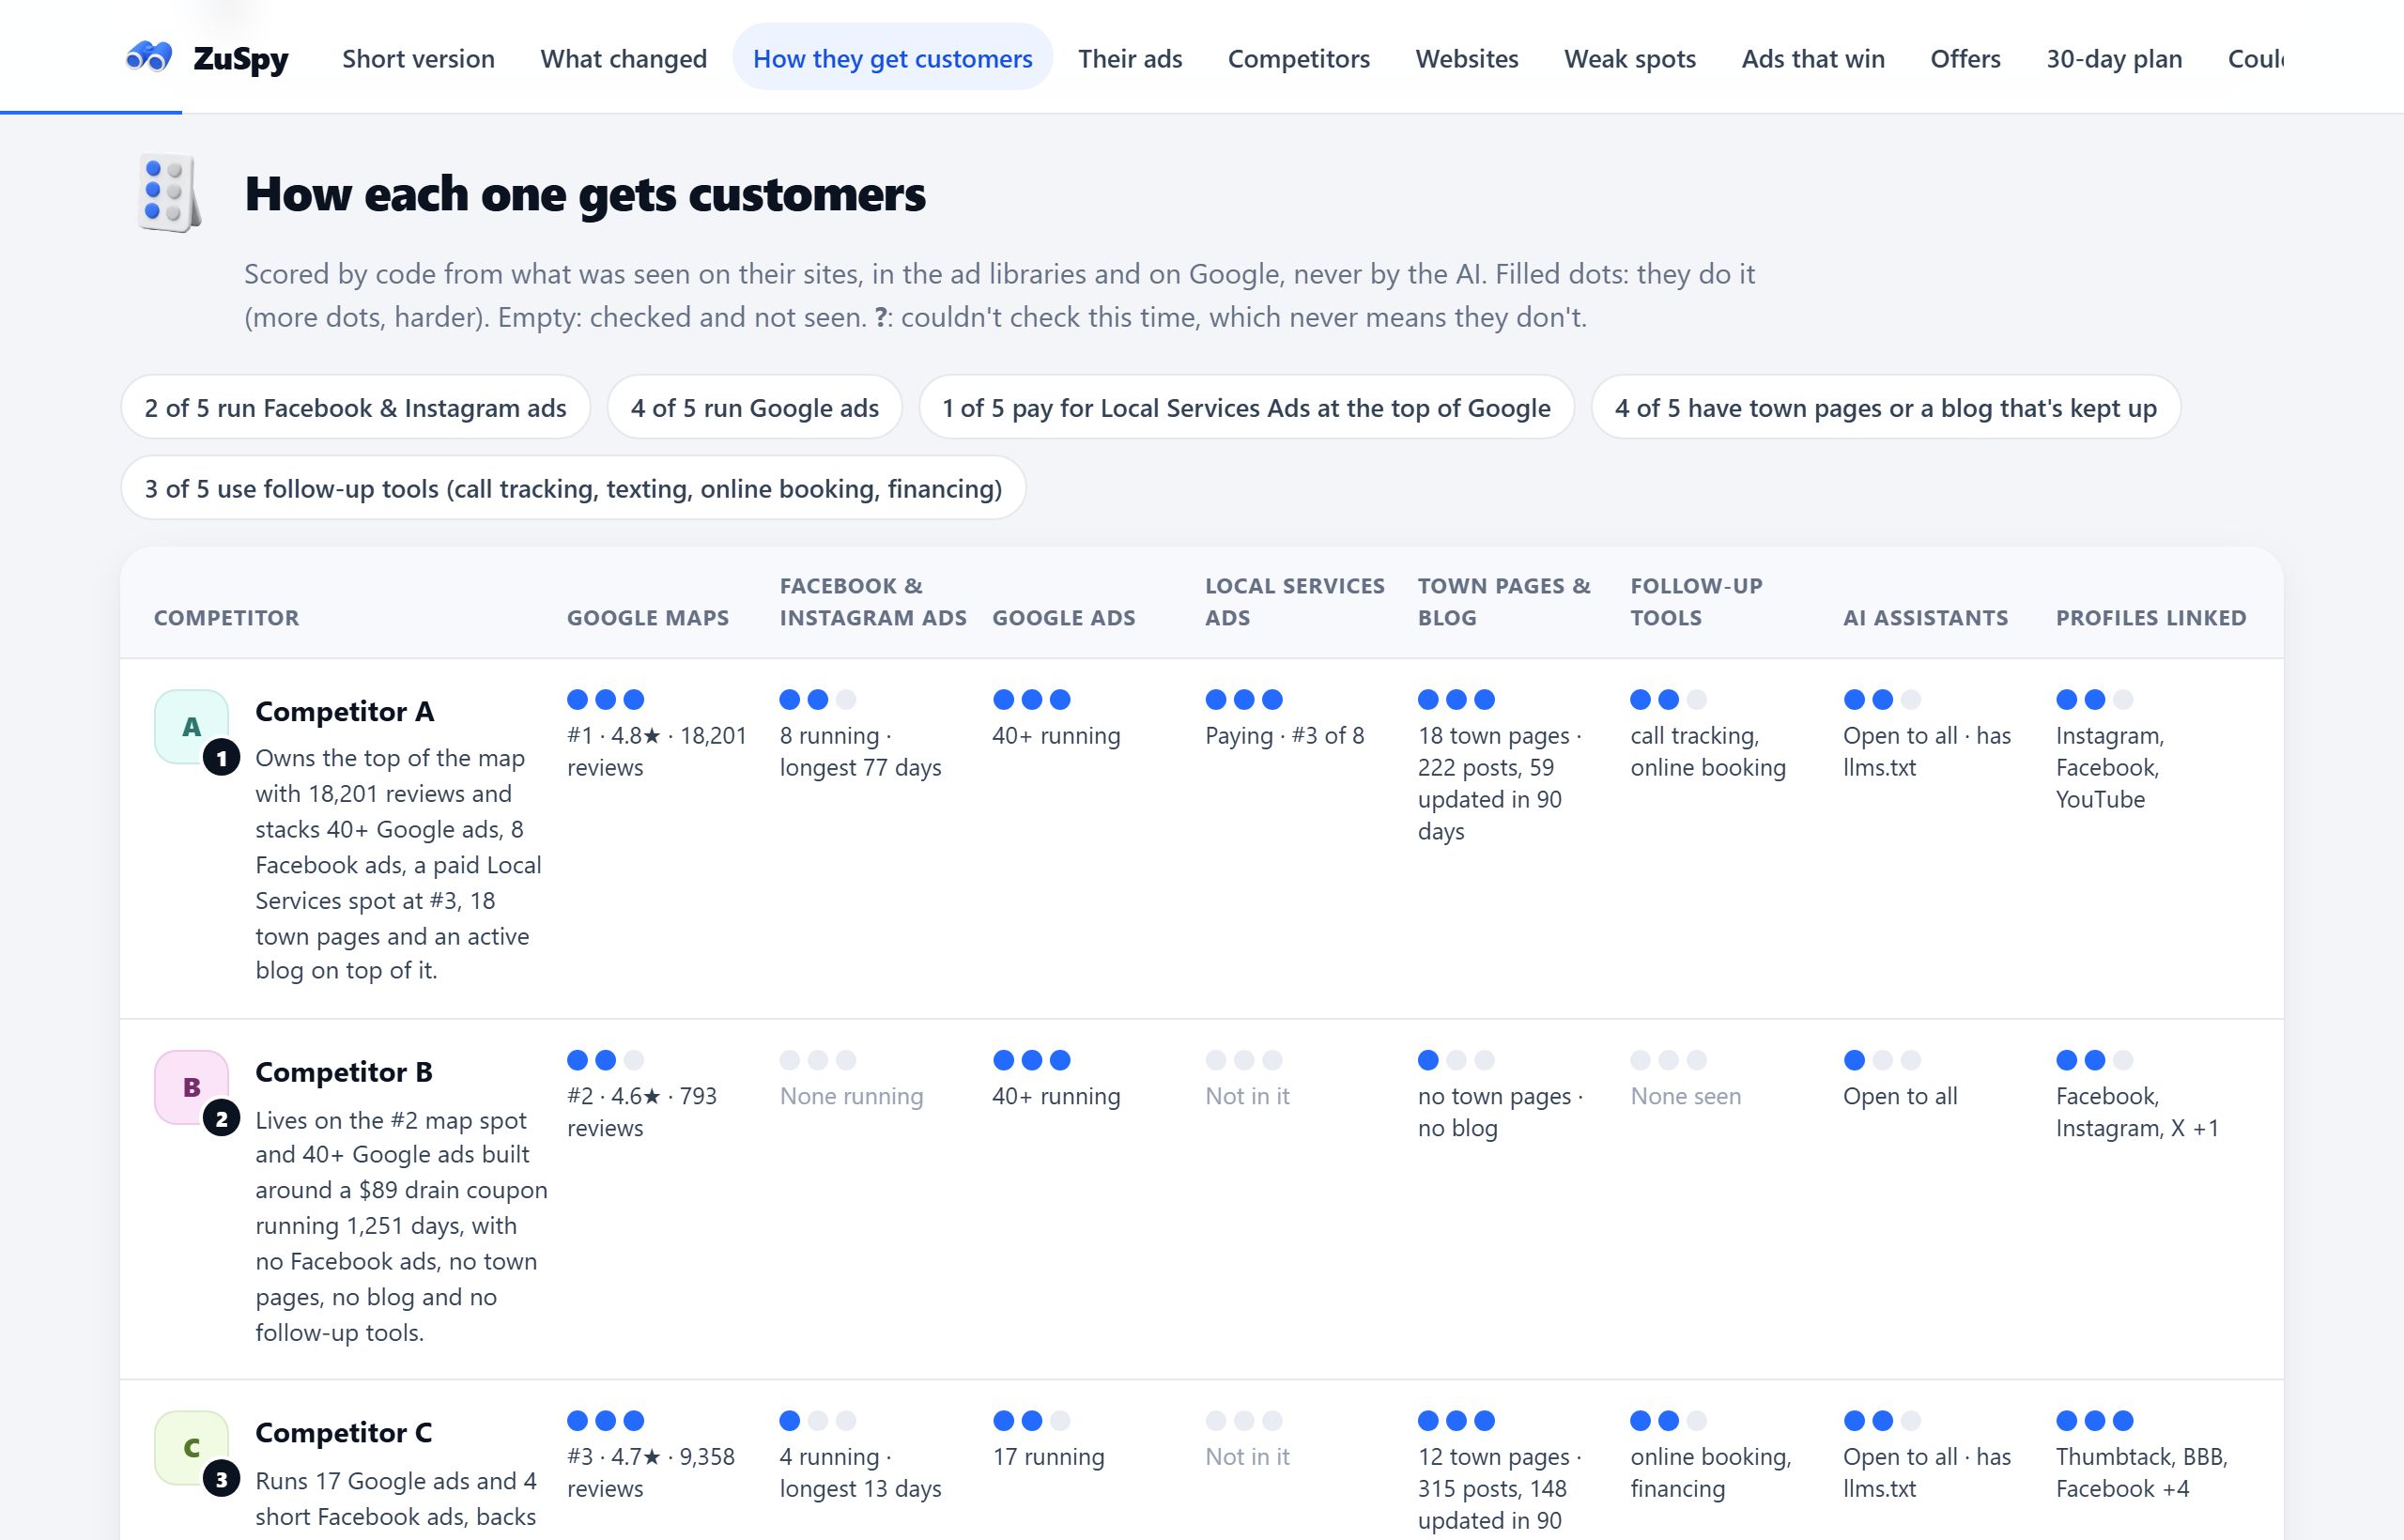 ZuSpy
Short version
What changed
How they get customers
Their ads
Competitors
Websites
Weak spots
Ads that win
Offers
30-day plan
How each one gets customers
Scored by code from what was seen on their sites, in the ad libraries and on Google, never by the AI. Filled dots: they do it
(more dots, harder). Empty: checked and not seen. ?: couldn't check this time, which never means they don't.
2 of 5 run Facebook & Instagram ads
4 of 5 run Google ads
1 of 5 pay for Local Services Ads at the top of Google
4 of 5 have town pages or a blog that's kept up
3 of 5 use follow-up tools (call tracking, texting, online booking, financing)
COMPETITOR
GOOGLE MAPS
FACEBOOK &
INSTAGRAM ADS
GOOGLE ADS
LOCAL SERVICES
ADS
TOWN PAGES &
BLOG
FOLLOW-UP
TOOLS
AI ASSISTANTS
PROFILES LINKED
A
1
Competitor A
Owns the top of the map
with 18,201 reviews and
stacks 40+ Google ads, 8
Facebook ads, a paid Local
Services spot at #3, 18
town pages and an active
blog on top of it.
#1 · 4.8★ · 18,201
reviews
8 running ·
longest 77 days
40+ running
Paying · #3 of 8
18 town pages ·
222 posts, 59
updated in 90
days
call tracking,
online booking
Open to all · has
llms.txt
Instagram,
Facebook,
YouTube
B
2
Competitor B
Lives on the #2 map spot
and 40+ Google ads built
around a $89 drain coupon
running 1,251 days, with
no Facebook ads, no town
pages, no blog and no
follow-up tools.
#2 · 4.6★ · 793
reviews
None running
40+ running
Not in it
no town pages ·
no blog
None seen
Open to all
Facebook,
Instagram, X +1
C
3
Competitor C
Runs 17 Google ads and 4
short Facebook ads, backs
#3 · 4.7★ · 9,358
reviews
4 running ·
longest 13 days
17 running
Not in it
12 town pages ·
315 posts, 148
updated in 90
online booking,
financing
Open to all · has
llms.txt
Thumbtack, BBB,
Facebook +4